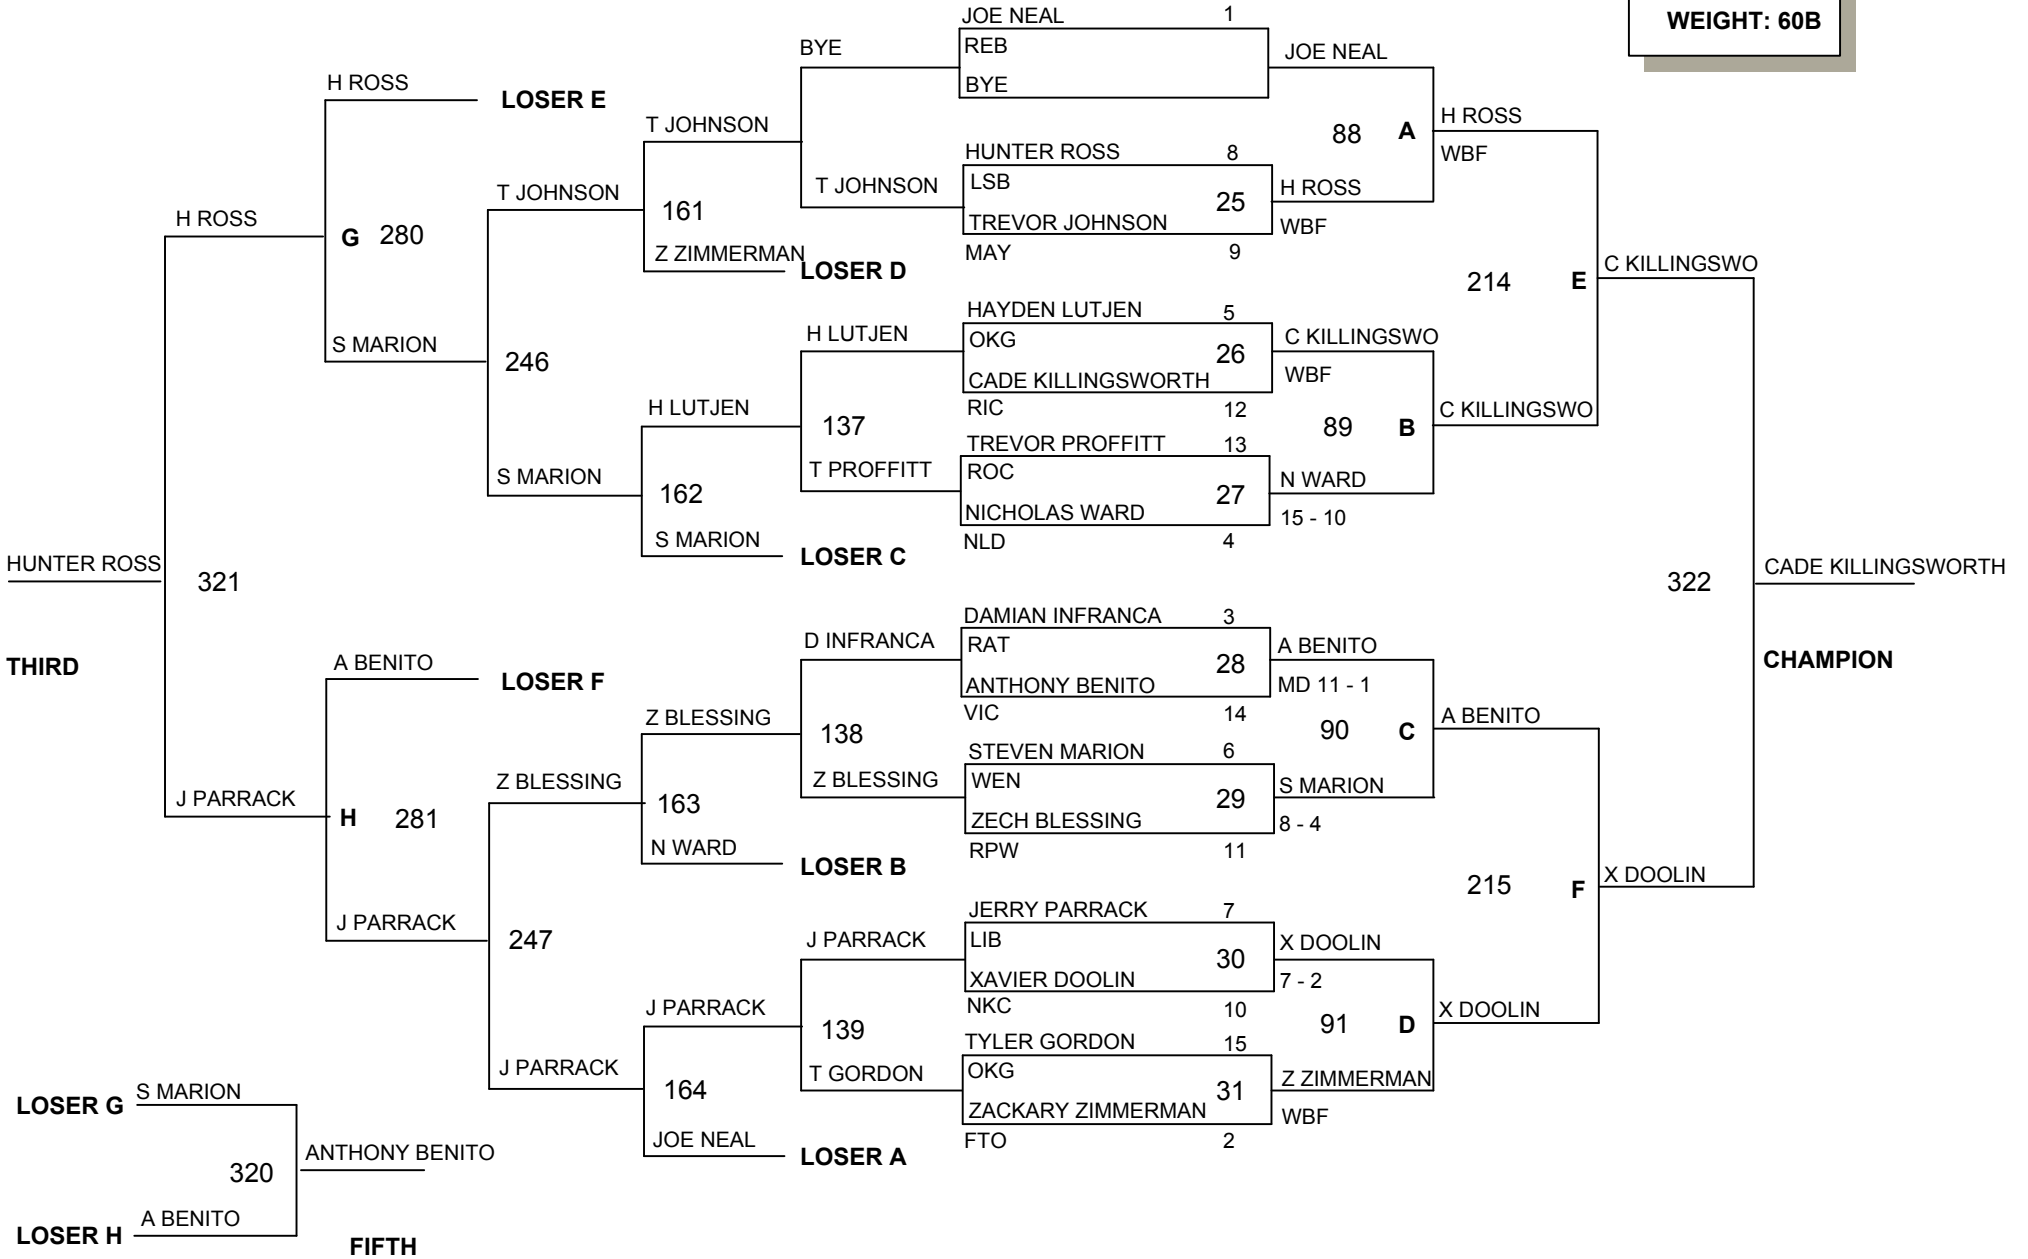 WEIGHT: 60B
JOE NEAL 1
REB
BYE
BYE
JOE NEAL
H ROSS
LOSER E
T JOHNSON
88 A
H ROSS
WBF
HUNTER ROSS 8
LSB
TREVOR JOHNSON
25
MAY 9
T JOHNSON
H ROSS
WBF
T JOHNSON
161
Z ZIMMERMAN
LOSER D
H ROSS
G 280
214 E
C KILLINGSWO
HAYDEN LUTJEN 5
OKG
CADE KILLINGSWORTH
26
RIC 12
H LUTJEN
C KILLINGSWO
WBF
S MARION
246
H LUTJEN
137
89 B
C KILLINGSWO
TREVOR PROFFITT 13
ROC
NICHOLAS WARD
27
NLD 4
T PROFFITT
N WARD
15 - 10
S MARION
162
S MARION
LOSER C
HUNTER ROSS
321
THIRD
322
CADE KILLINGSWORTH
CHAMPION
DAMIAN INFRANCA 3
RAT
ANTHONY BENITO
28
VIC 14
D INFRANCA
A BENITO
MD 11 - 1
A BENITO
LOSER F
Z BLESSING
138
90 C
A BENITO
STEVEN MARION 6
WEN
ZECH BLESSING
29
RPW 11
Z BLESSING
S MARION
8 - 4
Z BLESSING
163
N WARD
LOSER B
J PARRACK
H 281
215 F
X DOOLIN
JERRY PARRACK 7
LIB
XAVIER DOOLIN
30
NKC 10
J PARRACK
X DOOLIN
7 - 2
J PARRACK
247
J PARRACK
139
91 D
X DOOLIN
TYLER GORDON 15
OKG
ZACKARY ZIMMERMAN
31
FTO 2
T GORDON
Z ZIMMERMAN
WBF
J PARRACK
164
JOE NEAL
LOSER A
LOSER G S MARION
320
ANTHONY BENITO
LOSER H A BENITO
FIFTH